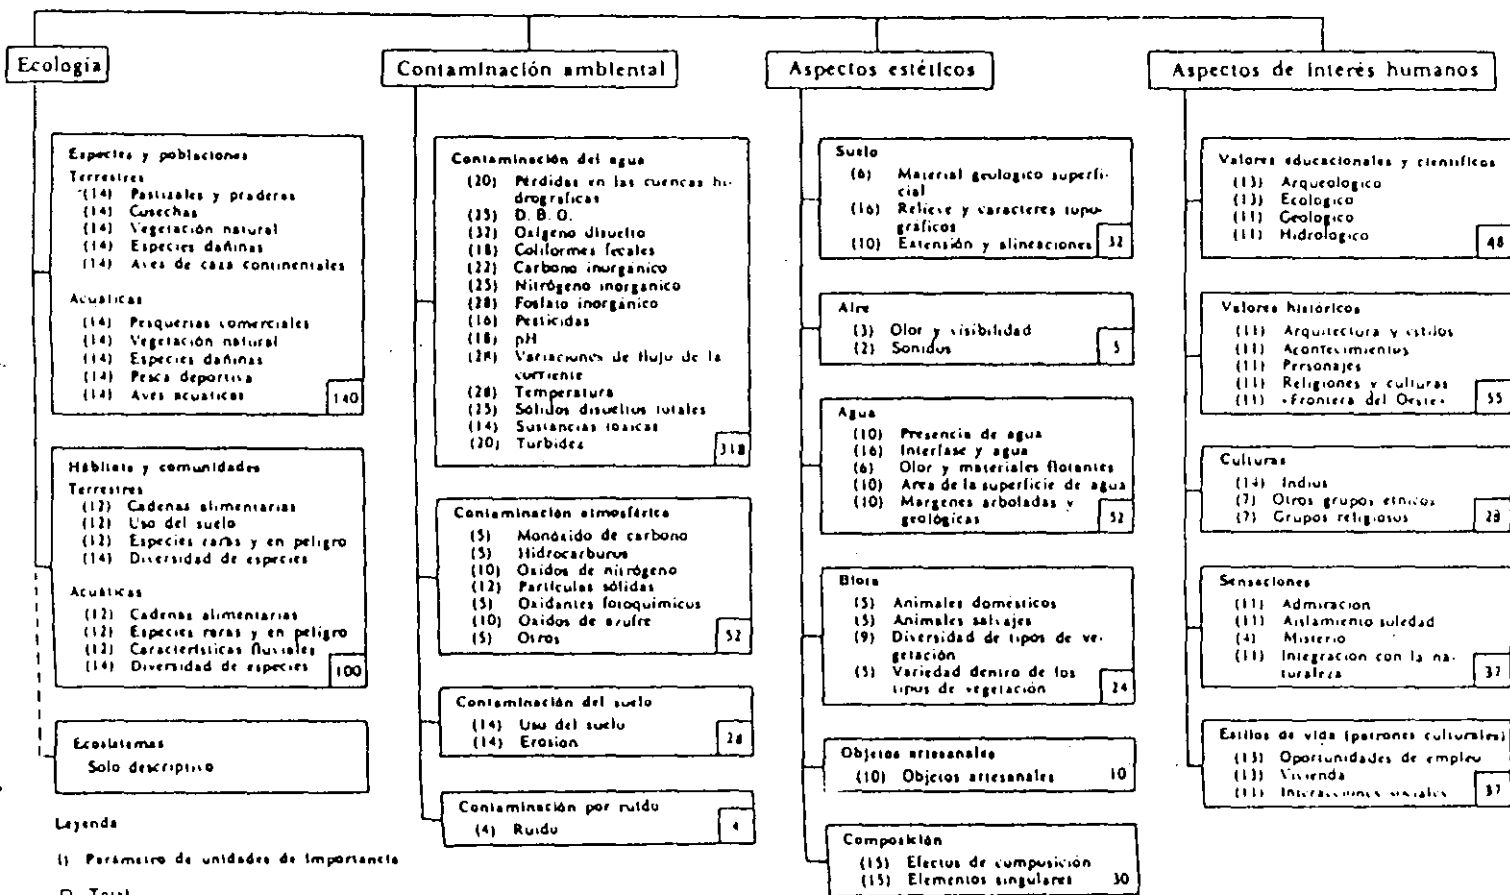 Ecología
Especies y poblaciones
Terrestres
(14) Pastizales y praderas
(14) Cosechas
(14) Vegetación natural
(14) Especies dañinas
(14) Aves de caza continentales
Acuáticas
(14) Pesquerías comerciales
(14) Vegetación natural
(14) Especies dañinas
(14) Pesca deportiva
(14) Aves acuáticas
140
Hábitats y comunidades
Terrestres
(12) Cadenas alimentarias
(12) Uso del suelo
(12) Especies raras y en peligro
(14) Diversidad de especies
Acuáticas
(12) Cadenas alimentarias
(12) Especies raras y en peligro
(12) Características fluviales
(14) Diversidad de especies
100
Ecosistemas
Solo descriptivo
Leyenda
() Parámetro de unidades de importancia
Total
Contaminación ambiental
Contaminación del agua
(20) Pérdidas en las cuencas hi-
drográficas
(25) D. B. O.
(32) Oxígeno disuelto
(18) Coliformes fecales
(22) Carbono inorgánico
(25) Nitrógeno inorgánico
(28) Fosfato inorgánico
(16) Pesticidas
(18) pH
(28) Variaciones de flujo de la
corriente
(28) Temperatura
(25) Sólidos disueltos totales
(14) Sustancias tóxicas
(20) Turbidez
318
Contaminación atmosférica
(5) Monóxido de carbono
(5) Hidrocarburos
(10) Oxidos de nitrógeno
(12) Partículas sólidas
(5) Oxidantes fotoquímicos
(10) Oxidos de azufre
(5) Otros
52
Contaminación del suelo
(14) Uso del suelo
(14) Erosión
28
Contaminación por ruido
(4) Ruido
4
Aspectos estéticos
Suelo
(6) Material geológico superfi-
cial
(16) Relieve y caracteres topo-
gráficos
(10) Extensión y alineaciones
32
Aire
(3) Olor y visibilidad
(2) Sonidos
5
Agua
(10) Presencia de agua
(16) Interfase y agua
(6) Olor y materiales flotantes
(10) Area de la superficie de agua
(10) Margenes arboladas y
geológicas
52
Biota
(5) Animales domésticos
(5) Animales salvajes
(9) Diversidad de tipos de ve-
getación
(5) Variedad dentro de los
tipos de vegetación
24
Objetos artesanales
(10) Objetos artesanales 10
Composición
(15) Efectos de composición
(15) Elementos singulares 30
Aspectos de interés humanos
Valores educacionales y científicos
(13) Arqueológico
(13) Ecológico
(11) Geológico
(11) Hidrológico
48
Valores históricos
(11) Arquitectura y estilos
(11) Acontecimientos
(11) Personajes
(11) Religiones y culturas
(11) «Frontera del Oeste»
55
Culturas
(14) Indios
(7) Otros grupos étnicos
(7) Grupos religiosos
28
Sensaciones
(11) Admiración
(11) Aislamiento soledad
(4) Misterio
(11) Integración con la na-
turaleza
37
Estilos de vida (patrones culturales)
(13) Oportunidades de empleo
(13) Vivienda
(11) Interacciones sociales
37